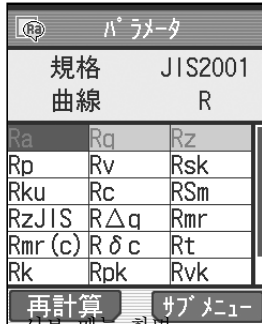 Ra パラメータ
規格 JIS2001
曲線 R
Ra Rq Rz
Rp Rv Rsk
Rku Rc RSm
RzJIS R△q Rmr
Rmr(c) Rδc Rt
Rk Rpk Rvk
再計算 サブメニュー